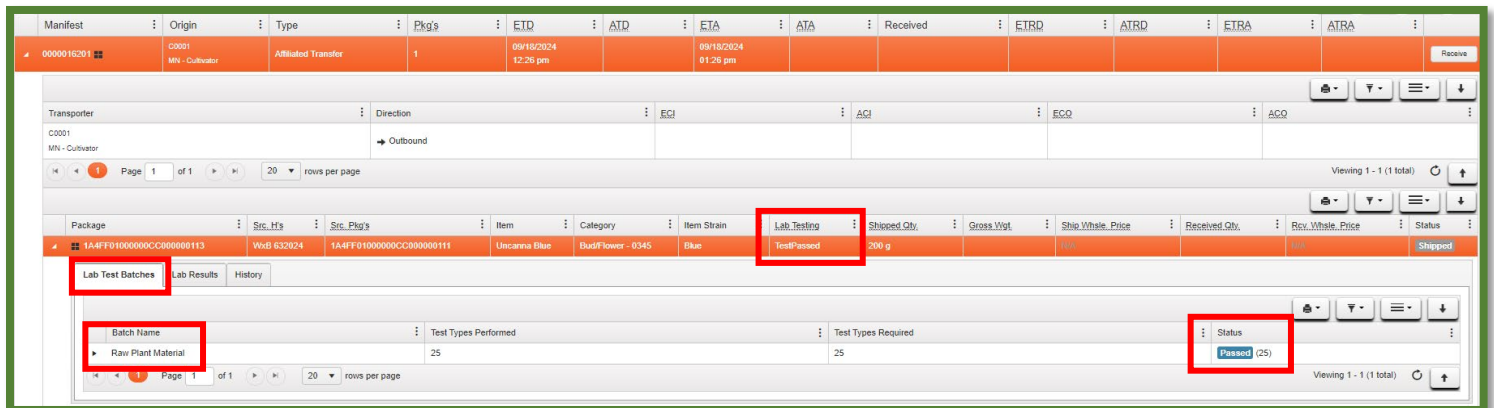 Manifest Origin Type Pkg's ETD ATD ETA ATA Received ETRD ATRD ETRA ATRA
0000016201 C0001 MN - Cultivator Affiliated Transfer 1 09/18/2024 12:26 pm 09/18/2024 01:26 pm Receive
Transporter Direction ECI ACI ECO ACO
C0001
MN - Cultivator
Outbound
1 Page 1 of 1 20 rows per page Viewing 1 - 1 (1 total)
Package Src. H's Src. Pkg's Item Category Item Strain Lab Testing Shipped Qty. Gross Wgt. Ship Whsle. Price Received Qty. Rcv. Whsle. Price Status
1A4FF01000000CC000000113 WxB 632024 1A4FF01000000CC000000111 Uncanna Blue Bud/Flower - 0345 Blue TestPassed 200 g Shipped
Lab Test Batches Lab Results History
Batch Name Test Types Performed Test Types Required Status
Raw Plant Material 25 25 Passed (25)
1 Page 1 of 1 20 rows per page Viewing 1 - 1 (1 total)